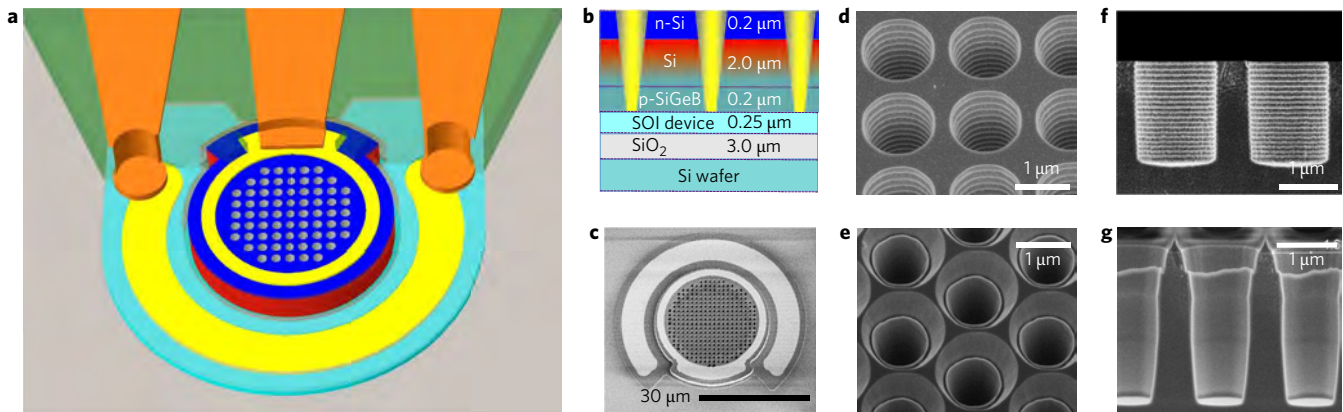 a
b
n-Si 0.2 μm
Si 2.0 μm
p-SiGeB 0.2 μm
SOI device 0.25 μm
SiO2 3.0 μm
Si wafer
c
30 μm
d
1 μm
e
1 μm
f
1 μm
g
1 μm